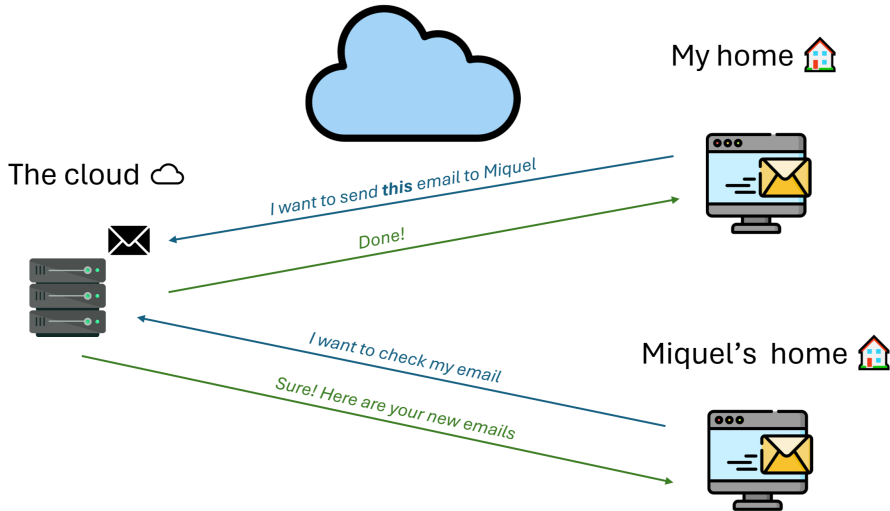 My home
The cloud
I want to send this email to Miquel
Done!
I want to check my email
Miquel's home
Sure! Here are your new emails